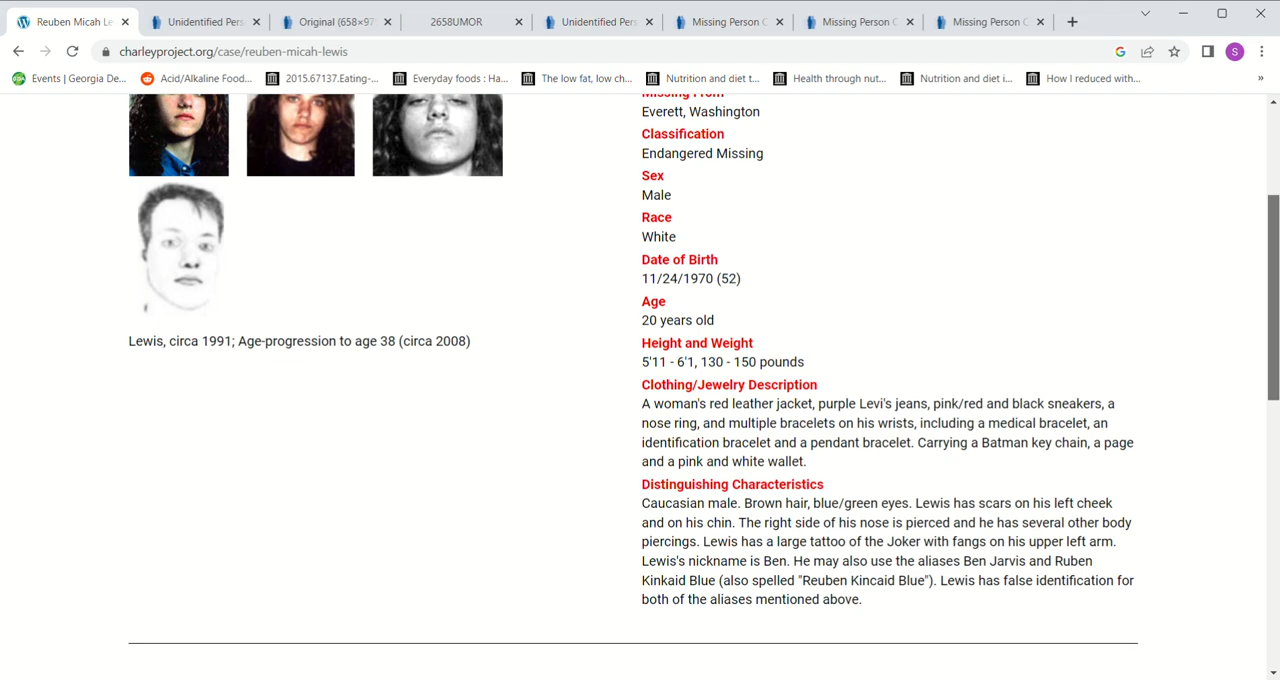 Reuben Micah Le
Unidentified Pers
Original (658×97
2658UMOR
Unidentified Pers
Missing Person C
Missing Person C
Missing Person C
charleyproject.org/case/reuben-micah-lewis
S
Events | Georgia De...
Acid/Alkaline Food...
2015.67137.Eating-...
Everyday foods : Ha...
The low fat, low ch...
Nutrition and diet t...
Health through nut...
Nutrition and diet i...
How I reduced with...
»
Lewis, circa 1991; Age-progression to age 38 (circa 2008)
Missing From
Everett, Washington
Classification
Endangered Missing
Sex
Male
Race
White
Date of Birth
11/24/1970 (52)
Age
20 years old
Height and Weight
5'11 - 6'1, 130 - 150 pounds
Clothing/Jewelry Description
A woman's red leather jacket, purple Levi's jeans, pink/red and black sneakers, a
nose ring, and multiple bracelets on his wrists, including a medical bracelet, an
identification bracelet and a pendant bracelet. Carrying a Batman key chain, a page
and a pink and white wallet.
Distinguishing Characteristics
Caucasian male. Brown hair, blue/green eyes. Lewis has scars on his left cheek
and on his chin. The right side of his nose is pierced and he has several other body
piercings. Lewis has a large tattoo of the Joker with fangs on his upper left arm.
Lewis's nickname is Ben. He may also use the aliases Ben Jarvis and Ruben
Kinkaid Blue (also spelled "Reuben Kincaid Blue"). Lewis has false identification for
both of the aliases mentioned above.